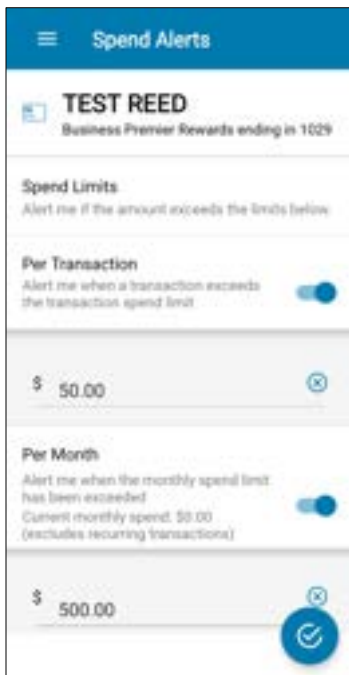 Spend Alerts
TEST REED
Business Premier Rewards ending in 1029
Spend Limits
Alert me if the amount exceeds the limits below.
Per Transaction
Alert me when a transaction exceeds
the transaction spend limit
$ 50.00
Per Month
Alert me when the monthly spend limit
has been exceeded
Current monthly spend: $0.00
(excludes recurring transactions)
$ 500.00